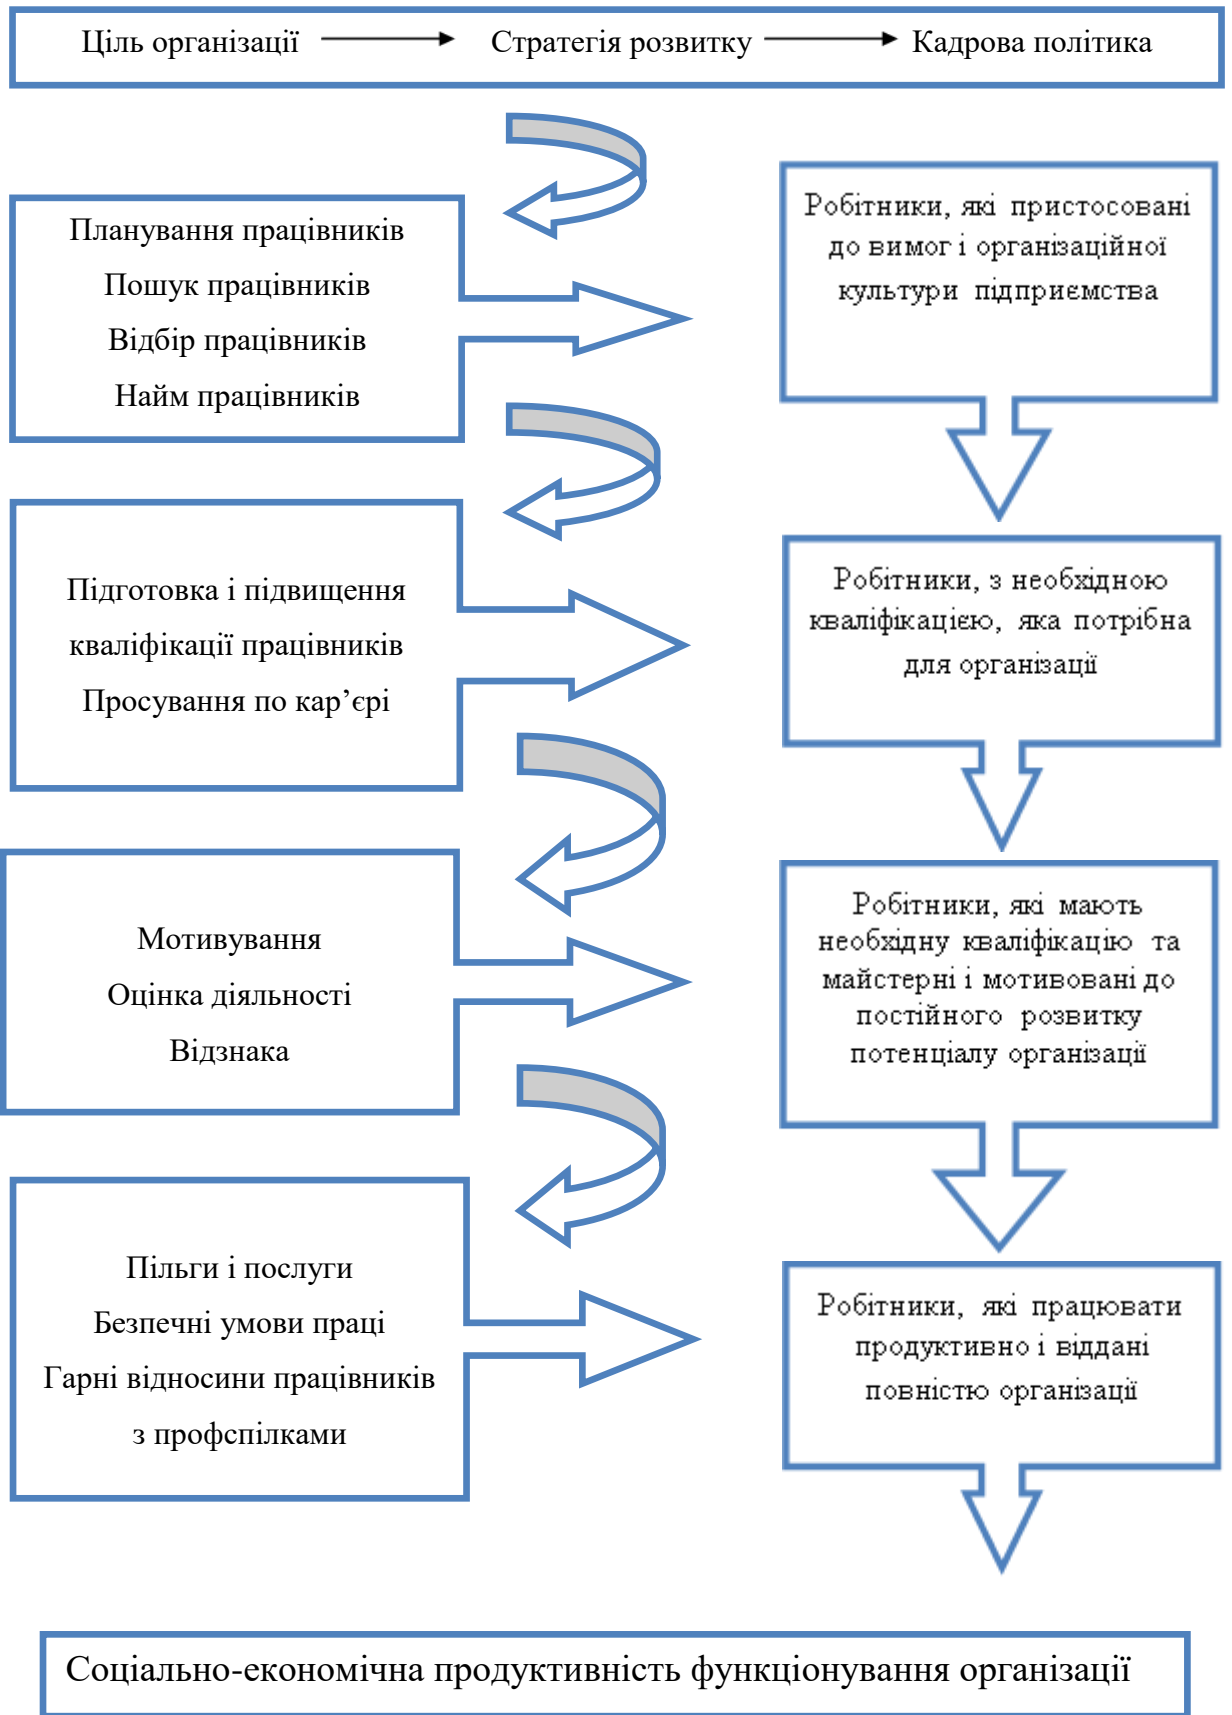 Ціль організації Стратегія розвитку Кадрова політика
Планування працівників
Пошук працівників
Відбір працівників
Найм працівників
Робітники, які пристосовані
до вимог і організаційної
культури підприємства
Підготовка і підвищення
кваліфікації працівників
Просування по кар’єрі
Робітники, з необхідною
кваліфікацією, яка потрібна
для організації
Мотивування
Оцінка діяльності
Відзнака
Робітники, які мають
необхідну кваліфікацію та
майстерні і мотивовані до
постійного розвитку
потенціалу організації
Пільги і послуги
Безпечні умови праці
Гарні відносини працівників
з профспілками
Робітники, які працювати
продуктивно і віддані
повністю організації
Соціально-економічна продуктивність функціонування організації